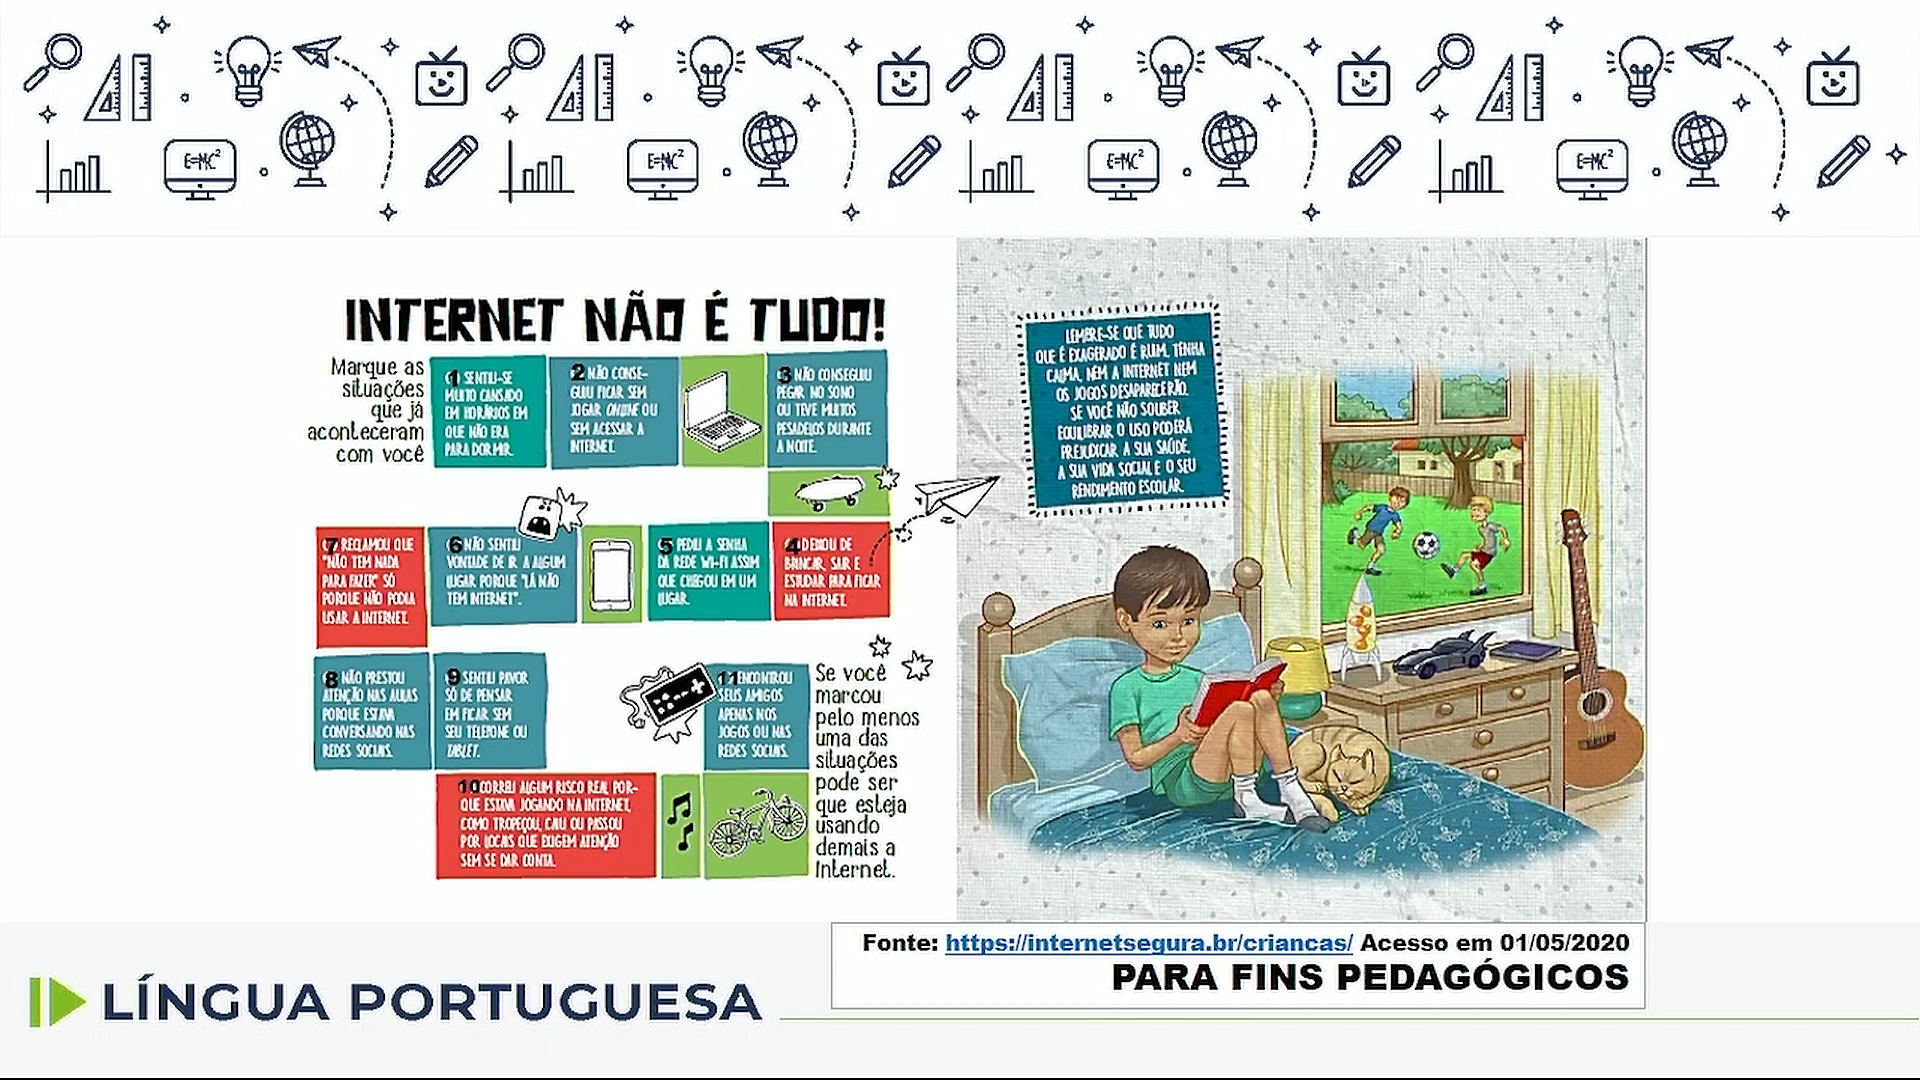 E=MC²
E=MC²
E=MC²
E=MC²
INTERNET NÃO É TUDO!
Marque as
situações
que já
aconteceram
com você
1 SENTIU-SE
MUITO CANSADO
EM HORÁRIOS EM
QUE NÃO ERA
PARA DORMIR.
2 NÃO CONSE-
GUIU FICAR SEM
JOGAR ONLINE OU
SEM ACESSAR A
INTERNET.
3 NÃO CONSEGUIU
PEGAR NO SONO
OU TEVE MUITOS
PESADELOS DURANTE
A NOITE.
4 DEIXOU DE
BRINCAR, SAIR E
ESTUDAR PARA FICAR
NA INTERNET.
5 PEDIU A SENHA
DA REDE WI-FI ASSIM
QUE CHEGOU EM UM
LUGAR.
6 NÃO SENTIU
VONTADE DE IR A ALGUM
LUGAR PORQUE "LÁ NÃO
TEM INTERNET".
7 RECLAMOU QUE
"NÃO TEM NADA
PARA FAZER" SÓ
PORQUE NÃO PODIA
USAR A INTERNET.
8 NÃO PRESTOU
ATENÇÃO NAS AULAS
PORQUE ESTAVA
CONVERSANDO NAS
REDES SOCIAIS.
9 SENTIU PAVOR
SÓ DE PENSAR
EM FICAR SEM
SEU TELEFONE OU
TABLET.
10 CORREU ALGUM RISCO REAL POR-
QUE ESTAVA JOGANDO NA INTERNET,
COMO TROPEÇOU, CAIU OU PASSOU
POR LOCAIS QUE EXIGEM ATENÇÃO
SEM SE DAR CONTA.
11 ENCONTROU
SEUS AMIGOS
APENAS NOS
JOGOS OU NAS
REDES SOCIAIS.
Se você
marcou
pelo menos
uma das
situações
pode ser
que esteja
usando
demais a
Internet.
LEMBRE-SE QUE TUDO
QUE É EXAGERADO É RUIM. TENHA
CALMA, NEM A INTERNET NEM
OS JOGOS DESAPARECERÃO.
SE VOCÊ NÃO SOUBER
EQUILIBRAR O USO PODERÁ
PREJUDICAR A SUA SAÚDE,
A SUA VIDA SOCIAL E O SEU
RENDIMENTO ESCOLAR.
Fonte: https://internetsegura.br/criancas/ Acesso em 01/05/2020
PARA FINS PEDAGÓGICOS
LÍNGUA PORTUGUESA